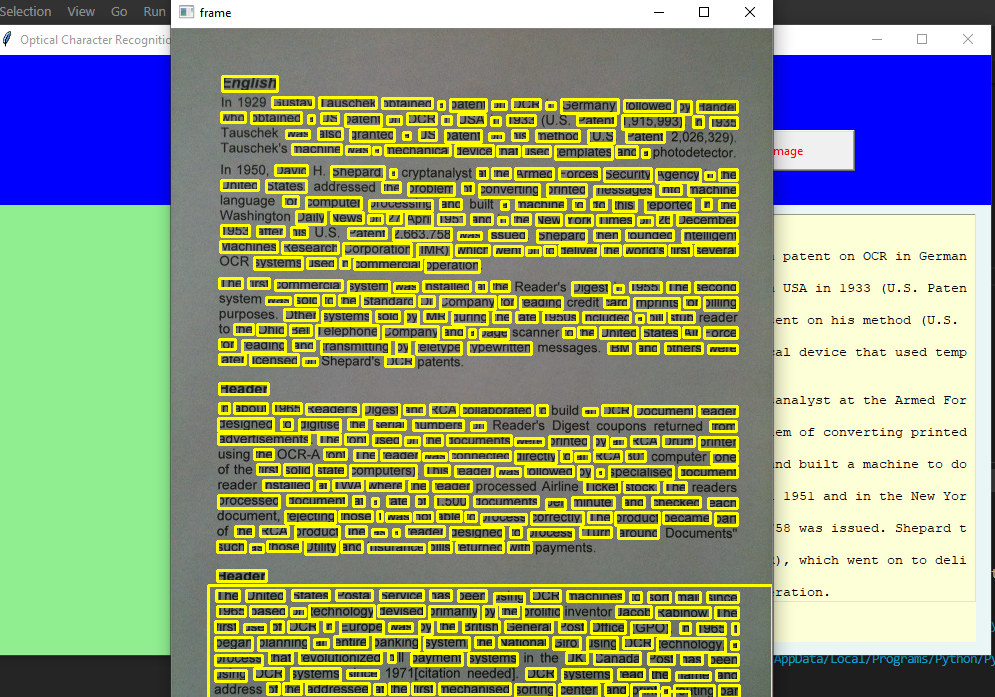 Selection View Go Run
Optical Character Recognitio
frame
English
In 1929 Gustav Tauschek obtained a patent on OCR in Germany followed by Handel
who obtained a US patent on OCR in USA in 1933 (U.S. Patent 1,915,993) In 1935
Tauschek was also granted a US patent on his method (U.S. Patent 2,026,329).
Tauschek's machine was a mechanical device that used templates and a photodetector.
In 1950, David H. Shepard a cryptanalyst at the Armed Forces Security Agency in the
United States addressed the problem of converting printed messages into machine
language for computer processing and built a machine to do this reported in the
Washington Daily News on 27 April 1951 and in the New York Times on 26 December
1953 after his U.S. Patent 2,663,758 was issued Shepard then founded Intelligent
Machines Research Corporation (IMR) which went on to deliver the world's first several
OCR systems used in commercial operation
The first commercial system was installed at the Reader's Digest in 1955 The second
system was sold to the Standard Oil Company for reading credit card imprints for billing
purposes. Other systems sold by IMR during the late 1950s included a bill stub reader
to the Ohio Bell Telephone Company and a page scanner to the United States Air Force
for reading and transmitting by teletype typewritten messages. IBM and others were
later licensed on Shepard's OCR patents.
Header
In about 1965 Reader's Digest and RCA collaborated to build an OCR Document reader
designed to digitise the serial numbers on Reader's Digest coupons returned from
advertisements The font used on the documents were printed by an RCA Drum printer
using the OCR-A font The reader was connected directly to an RCA 301 computer one
of the first solid state computers] This reader was followed by a specialised document
reader installed at TWA where the reader processed Airline Ticket stock The readers
processed document at a rate of 1,500 documents per minute and checked each
document, rejecting those it was not able to process correctly The product became part
of the RCA product line as a reader designed to process "Turn around Documents"
such as those Utility and insurance bills returned with payments.
Header
The United States Postal Service has been using OCR machines to sort mail since
1965 based on technology devised primarily by the prolific inventor Jacob Rabinow The
first use of OCR in Europe was by the British General Post Office (GPO) In 1965 it
began planning an entire banking system the National Giro using OCR technology a
process that revolutionized bill payment systems in the UK Canada Post has been
using OCR systems since 1971[citation needed]. OCR systems read the name and
address of the addressee at the first mechanised sorting center and print a routing bar
mage
patent on OCR in German
USA in 1933 (U.S. Paten
ent on his method (U.S.
al device that used temp
analyst at the Armed For
em of converting printed
nd built a machine to do
1951 and in the New Yor
58 was issued. Shepard t
), which went on to deli
eration.
AppData/Local/Programs/Python/Py